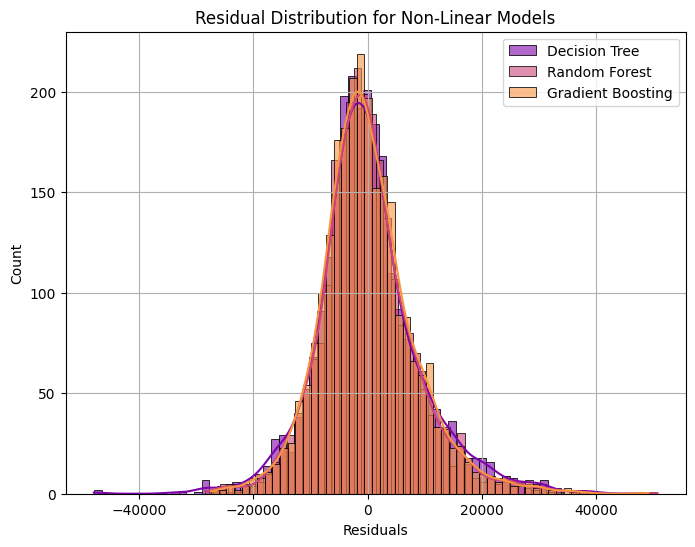 Residual Distribution for Non-Linear Models
Decision Tree
Random Forest
Gradient Boosting
200
150
100
50
0
Count
−40000
−20000
0
20000
40000
Residuals